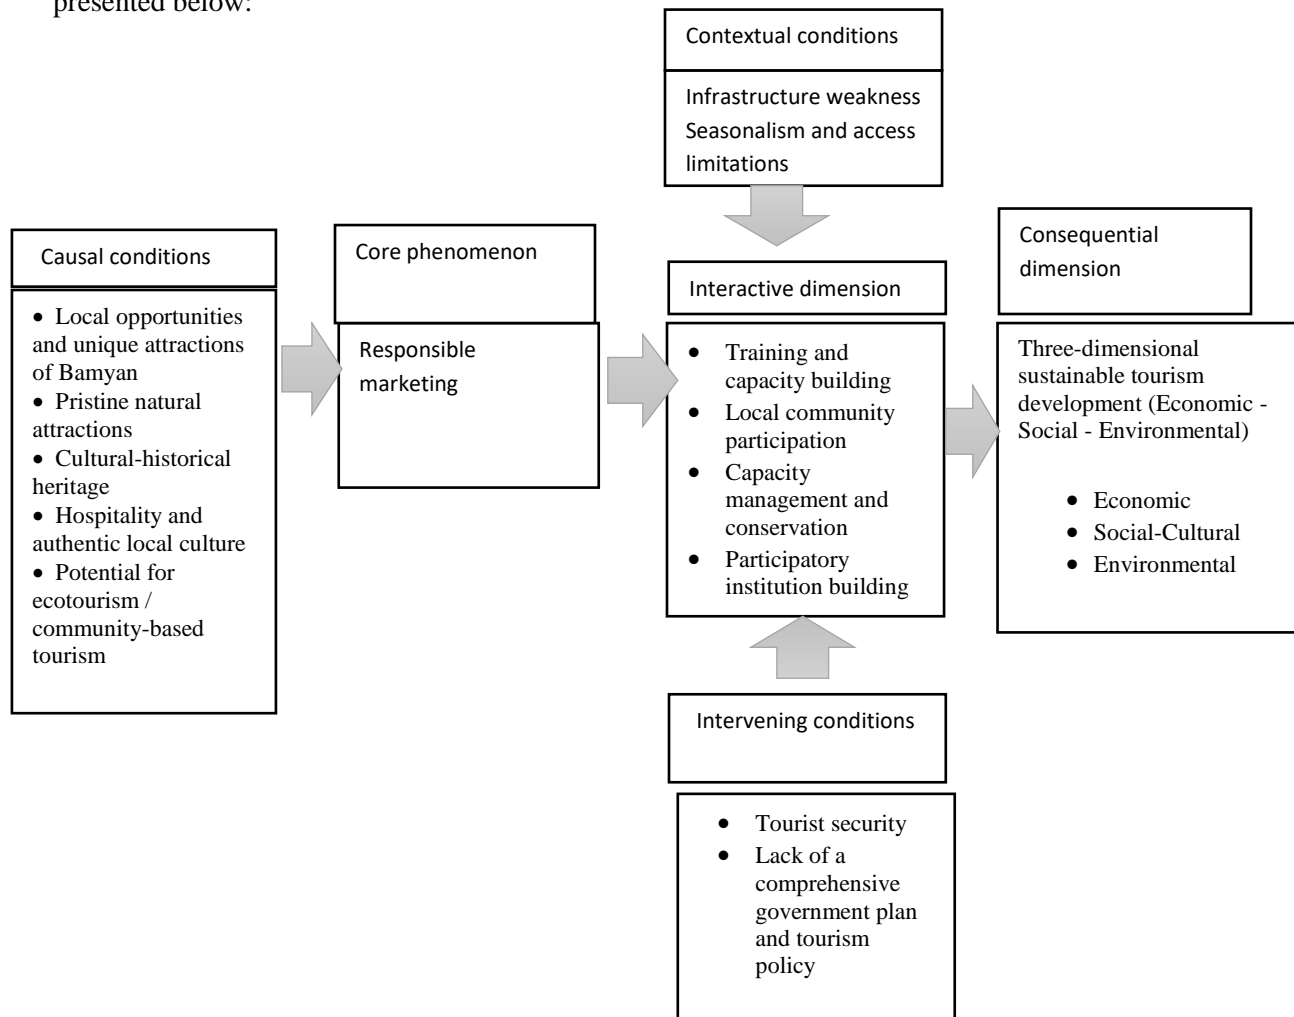 presented below:
Contextual conditions
Infrastructure weakness
Seasonalism and access
limitations
Causal conditions
• Local opportunities
and unique attractions
of Bamyan
• Pristine natural
attractions
• Cultural-historical
heritage
• Hospitality and
authentic local culture
• Potential for
ecotourism /
community-based
tourism
Core phenomenon
Responsible
marketing
Interactive dimension
• Training and
capacity building
• Local community
participation
• Capacity
management and
conservation
• Participatory
institution building
Consequential
dimension
Three-dimensional
sustainable tourism
development (Economic -
Social - Environmental)
• Economic
• Social-Cultural
• Environmental
Intervening conditions
• Tourist security
• Lack of a
comprehensive
government plan
and tourism
policy